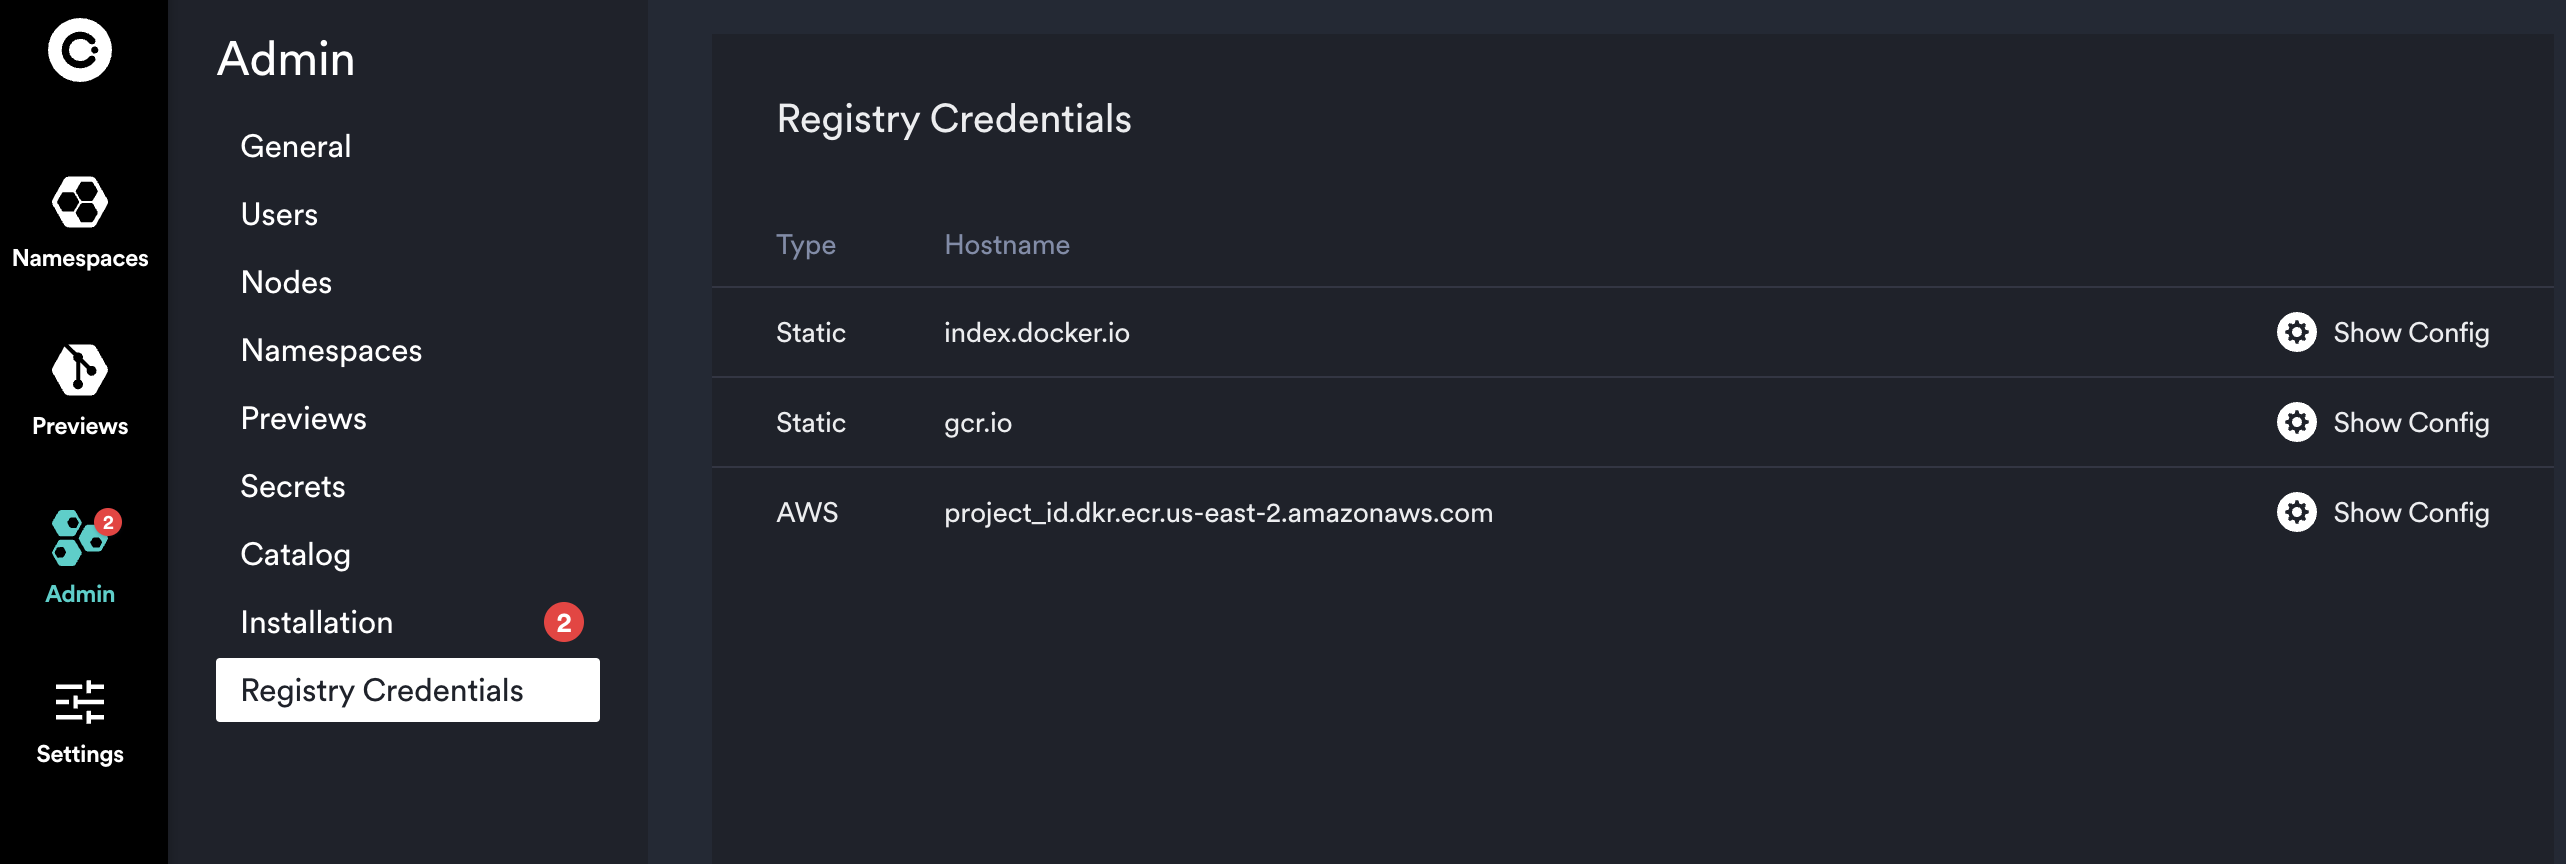 Namespaces
Previews
2
Admin
Settings
Admin
General
Users
Nodes
Namespaces
Previews
Secrets
Catalog
Installation 2
Registry Credentials
Registry Credentials
Type Hostname
Static index.docker.io Show Config
Static gcr.io Show Config
AWS project_id.dkr.ecr.us-east-2.amazonaws.com Show Config